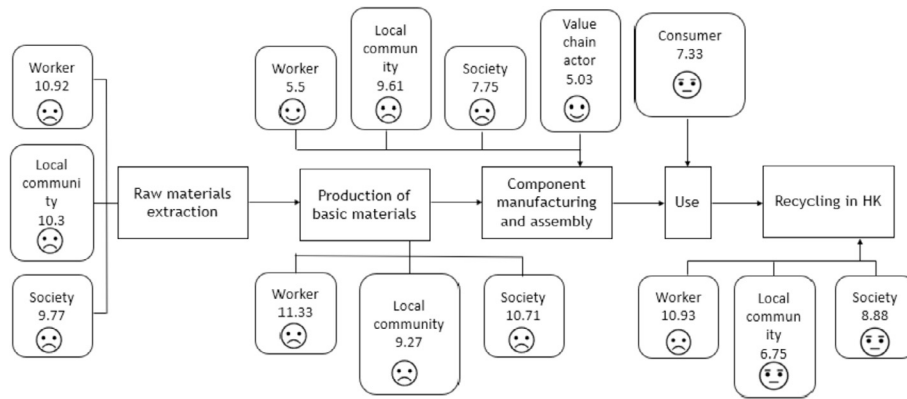 Worker
10.92
Local
communi
ty
10.3
Society
9.77
Raw materials
extraction
Worker
5.5
Local
commun
ity
9.61
Society
7.75
Value
chain
actor
5.03
Consumer
7.33
Production of
basic materials
Component
manufacturing
and assembly
Use
Recycling in HK
Worker
11.33
Local
community
9.27
Society
10.71
Worker
10.93
Local
commun
ity
6.75
Society
8.88